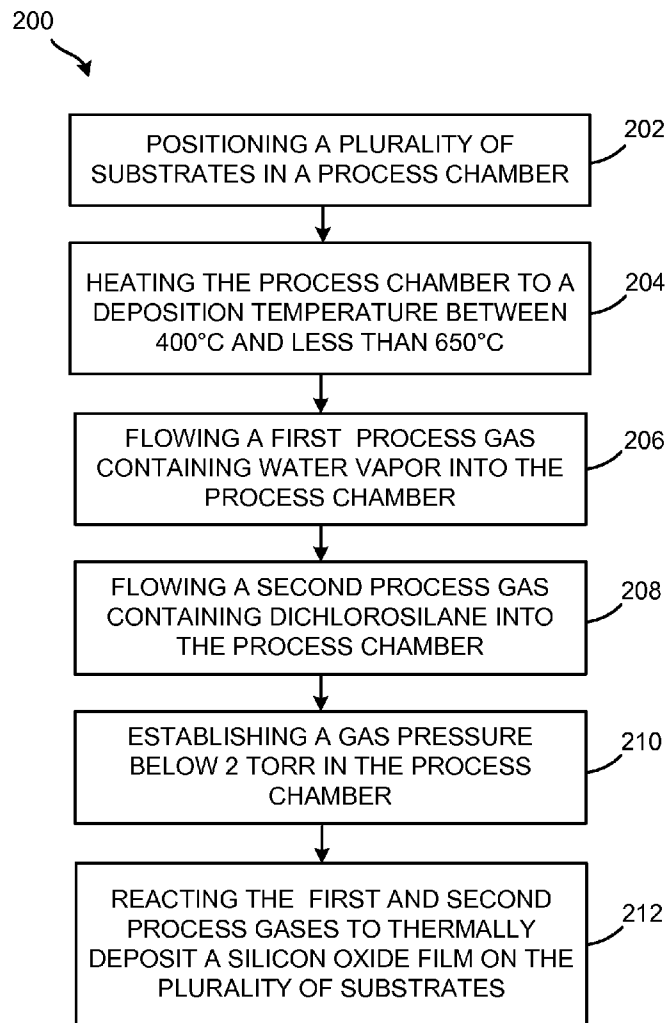 200
POSITIONING A PLURALITY OF
SUBSTRATES IN A PROCESS CHAMBER
202
HEATING THE PROCESS CHAMBER TO A
DEPOSITION TEMPERATURE BETWEEN
400°C AND LESS THAN 650°C
204
FLOWING A FIRST PROCESS GAS
CONTAINING WATER VAPOR INTO THE
PROCESS CHAMBER
206
FLOWING A SECOND PROCESS GAS
CONTAINING DICHLOROSILANE INTO
THE PROCESS CHAMBER
208
ESTABLISHING A GAS PRESSURE
BELOW 2 TORR IN THE PROCESS
CHAMBER
210
REACTING THE FIRST AND SECOND
PROCESS GASES TO THERMALLY
DEPOSIT A SILICON OXIDE FILM ON THE
PLURALITY OF SUBSTRATES
212